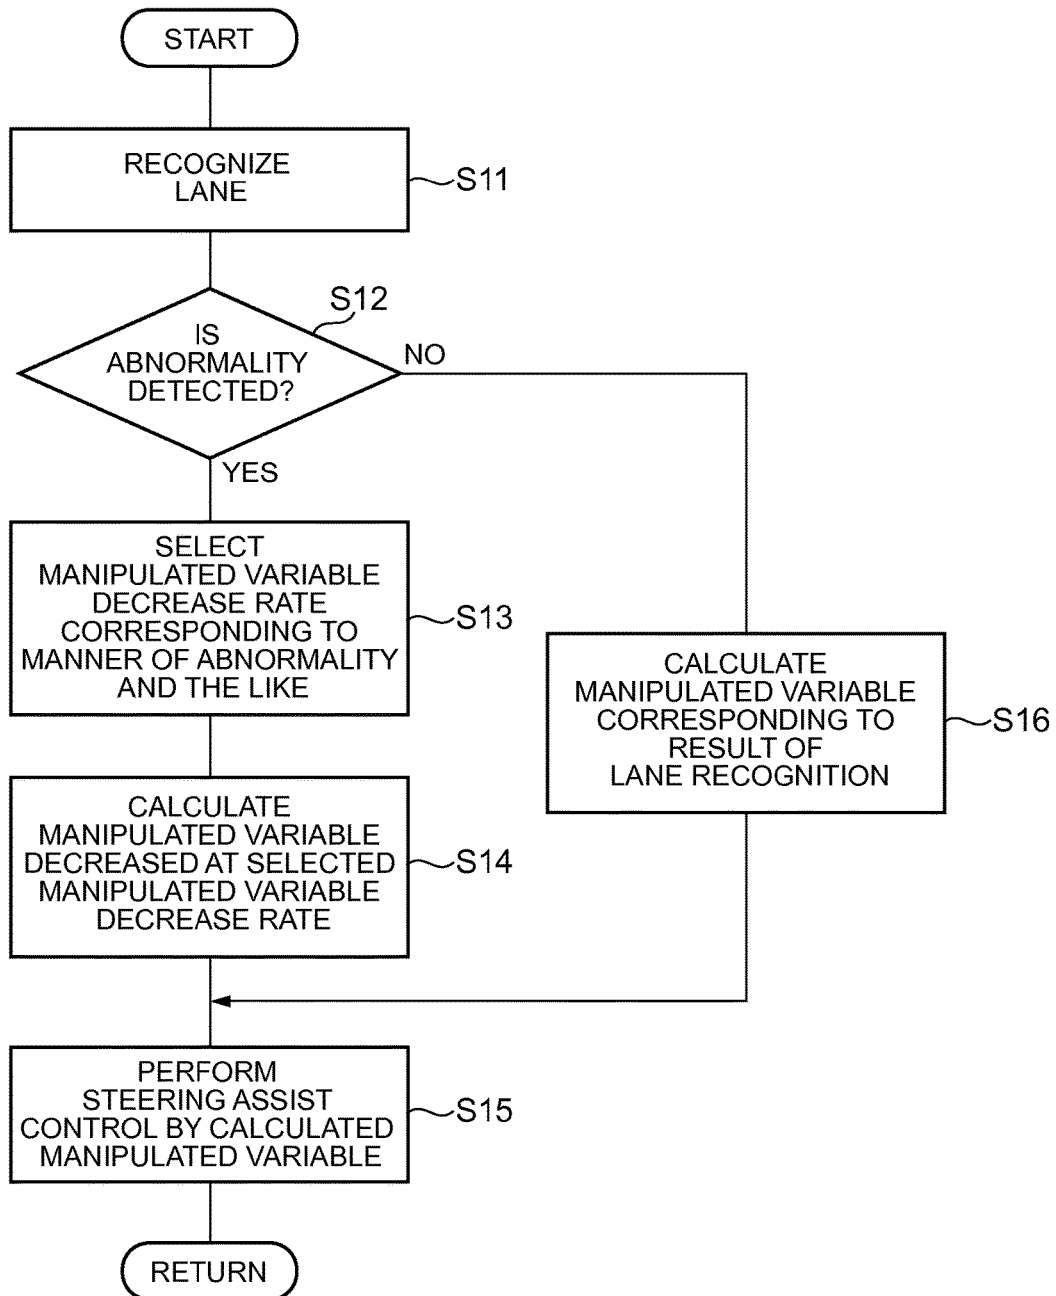 START
RECOGNIZE
LANE
S11
S12
IS
ABNORMALITY
DETECTED?
NO
YES
SELECT
MANIPULATED VARIABLE
DECREASE RATE
CORRESPONDING TO
MANNER OF ABNORMALITY
AND THE LIKE
S13
CALCULATE
MANIPULATED VARIABLE
CORRESPONDING TO
RESULT OF
LANE RECOGNITION
S16
CALCULATE
MANIPULATED VARIABLE
DECREASED AT SELECTED
MANIPULATED VARIABLE
DECREASE RATE
S14
PERFORM
STEERING ASSIST
CONTROL BY CALCULATED
MANIPULATED VARIABLE
S15
RETURN